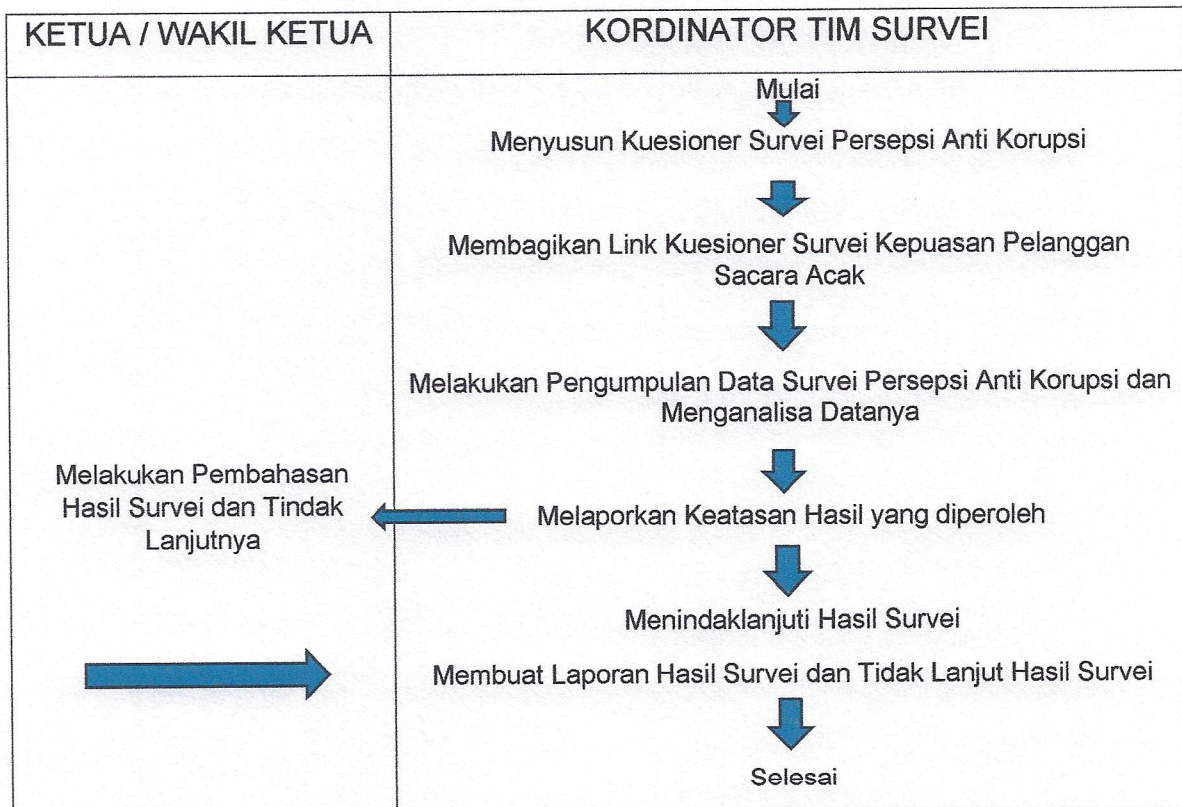 KETUA / WAKIL KETUA
KORDINATOR TIM SURVEI
Mulai
Menyusun Kuesioner Survei Persepsi Anti Korupsi
Membagikan Link Kuesioner Survei Kepuasan Pelanggan
Sacara Acak
Melakukan Pengumpulan Data Survei Persepsi Anti Korupsi dan
Menganalisa Datanya
Melaporkan Keatasan Hasil yang diperoleh
Melakukan Pembahasan
Hasil Survei dan Tindak
Lanjutnya
Menindaklanjuti Hasil Survei
Membuat Laporan Hasil Survei dan Tidak Lanjut Hasil Survei
Selesai